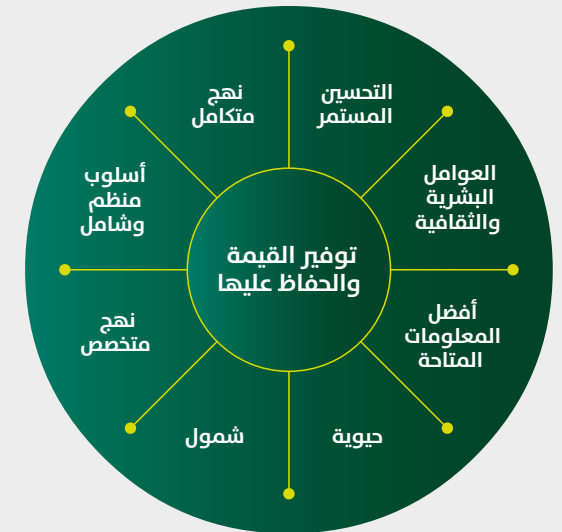 نهج
متكامل
التحسين
المستمر
العوامل
البشرية
والثقافية
أفضل
المعلومات
المتاحة
حيوية
شمول
نهج
متخصص
أسلوب
منظم
وشامل
توفير القيمة
والحفاظ عليها